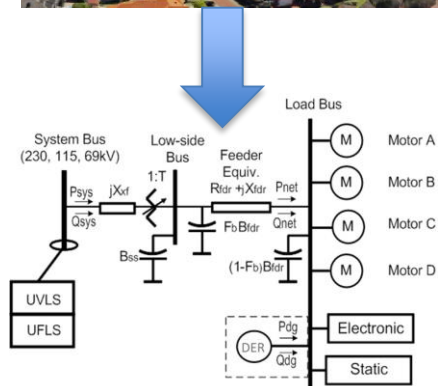 Load Bus
System Bus
(230, 115, 69kV)
Low-side
Bus
Feeder
Equiv.
1:T
Psys
jXxf
Qsys
Rfdr +jXfdr
Pnet
Qnet
FbBfdr
Bss
(1-Fb)Bfdr
M
Motor A
M
Motor B
M
Motor C
M
Motor D
UVLS
UFLS
Pdg
DER
Qdg
Electronic
Static